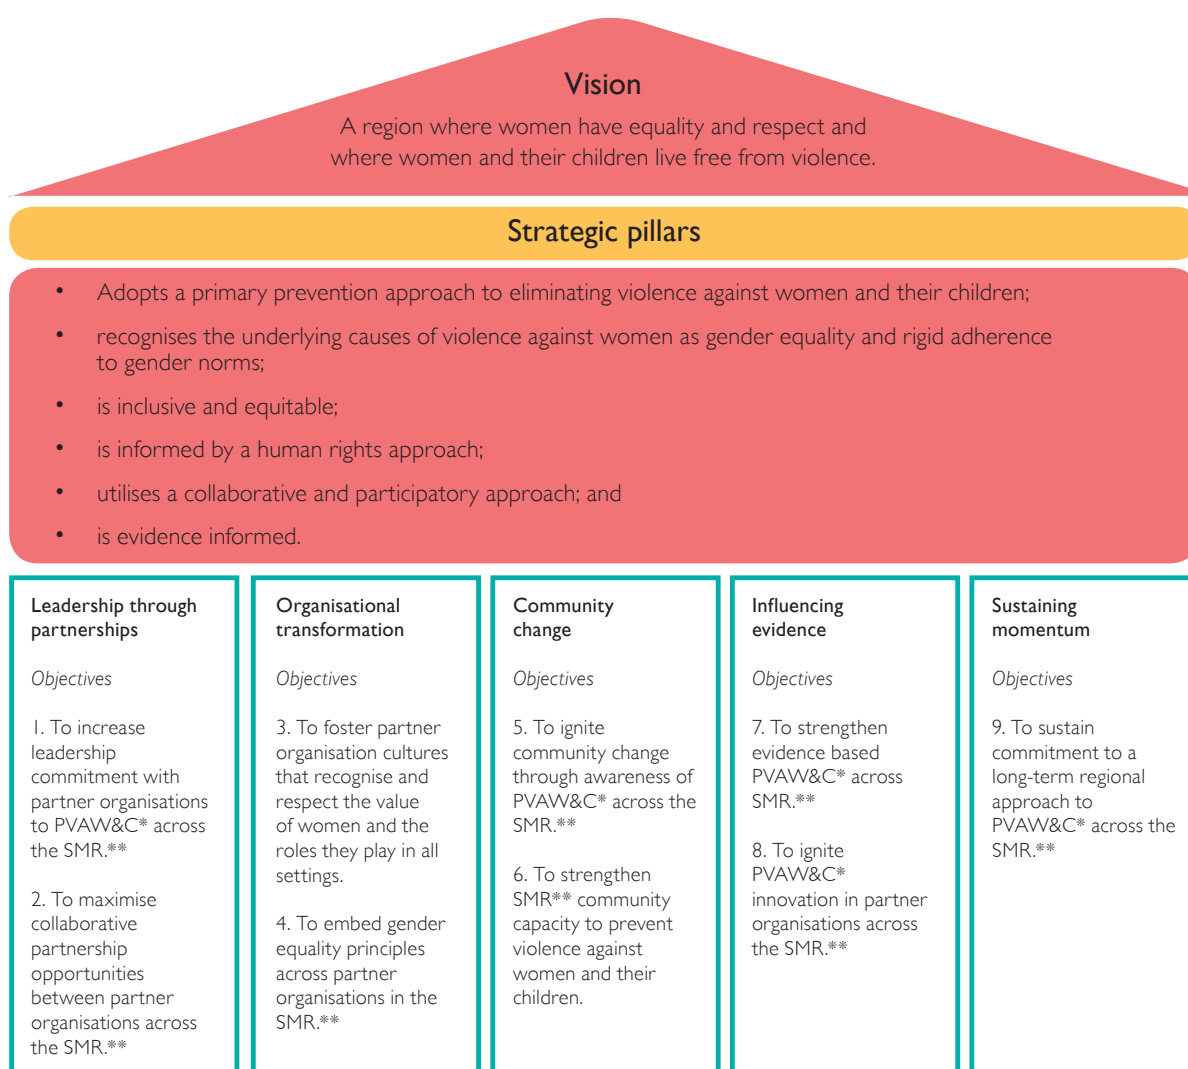 Vision
A region where women have equality and respect and
where women and their children live free from violence.
Strategic pillars
• Adopts a primary prevention approach to eliminating violence against women and their children;
• recognises the underlying causes of violence against women as gender equality and rigid adherence
to gender norms;
• is inclusive and equitable;
• is informed by a human rights approach;
• utilises a collaborative and participatory approach; and
• is evidence informed.
Leadership through
partnerships
Objectives
1. To increase
leadership
commitment with
partner organisations
to PVAW&C* across
the SMR.**
2. To maximise
collaborative
partnership
opportunities
between partner
organisations across
the SMR.**
Organisational
transformation
Objectives
3. To foster partner
organisation cultures
that recognise and
respect the value
of women and the
roles they play in all
settings.
4. To embed gender
equality principles
across partner
organisations in the
SMR.**
Community
change
Objectives
5. To ignite
community change
through awareness of
PVAW&C* across the
SMR.**
6. To strengthen
SMR** community
capacity to prevent
violence against
women and their
children.
Influencing
evidence
Objectives
7. To strengthen
evidence based
PVAW&C* across
SMR.**
8. To ignite
PVAW&C*
innovation in partner
organisations across
the SMR.**
Sustaining
momentum
Objectives
9. To sustain
commitment to a
long-term regional
approach to
PVAW&C* across the
SMR.**